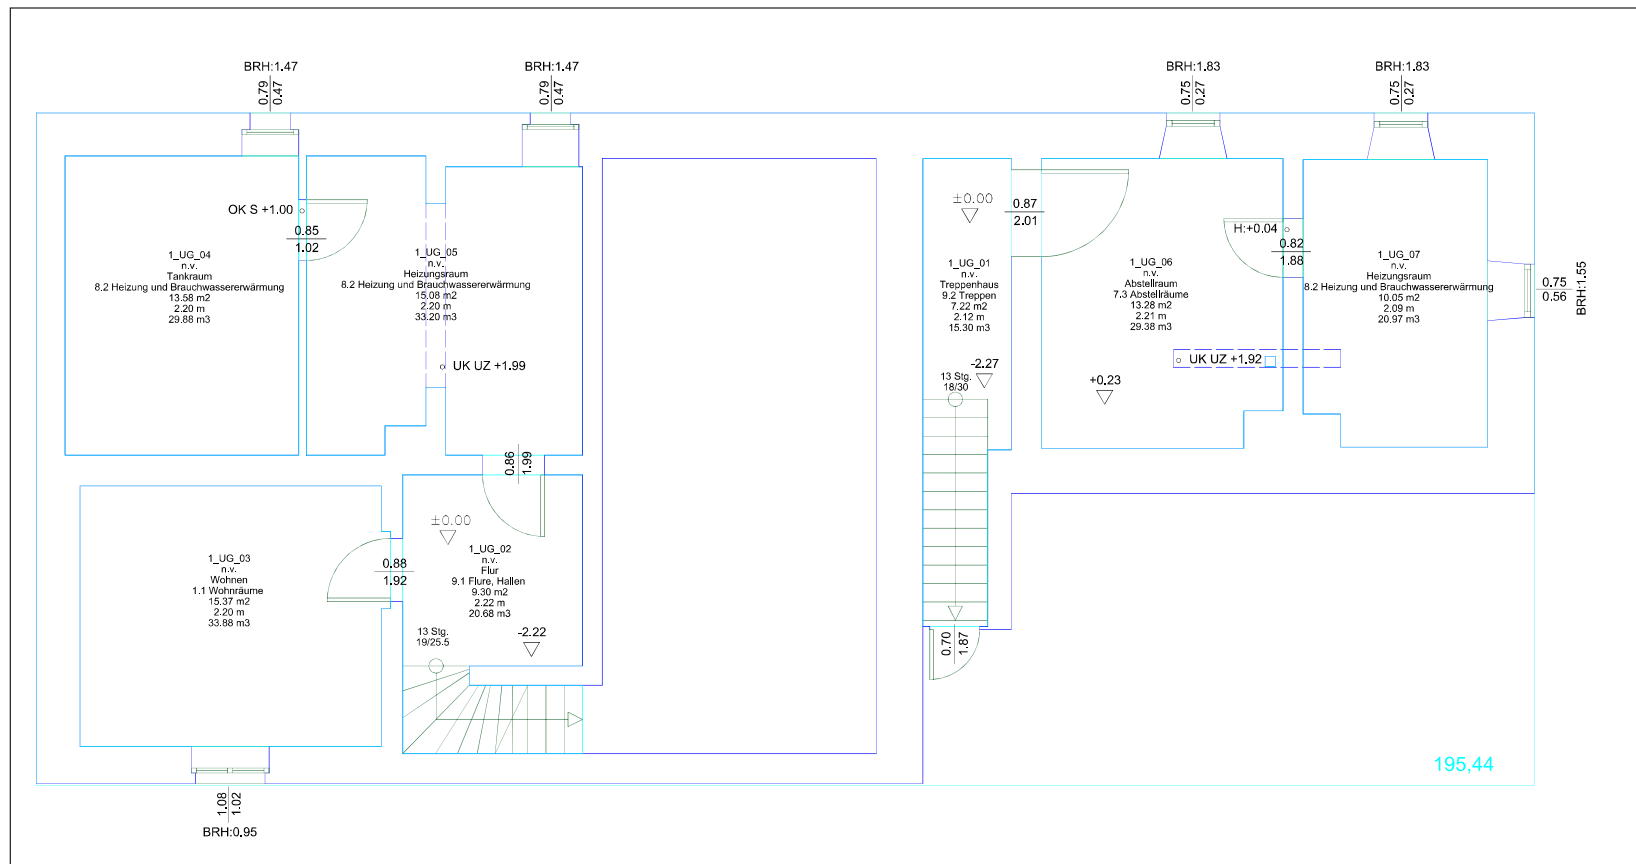 BRH:1.47
0.79
0.47
BRH:1.47
0.79
0.47
BRH:1.83
0.75
0.27
BRH:1.83
0.75
0.27
OK S +1.00
0.85
1.02
1_UG_04
n.v.
Tankraum
8.2 Heizung und Brauchwassererwärmung
13.58 m2
2.20 m
29.88 m3
1_UG_05
n.v.
Heizungsraum
8.2 Heizung und Brauchwassererwärmung
15.08 m2
2.20 m
33.20 m3
UK UZ +1.99
±0.00
0.87
2.01
1_UG_01
n.v.
Treppenhaus
9.2 Treppen
7.22 m2
2.12 m
15.30 m3
-2.27
13 Stg.
18/30
1_UG_06
n.v.
Abstellraum
7.3 Abstellräume
13.28 m2
2.21 m
29.38 m3
+0.23
H:+0.04
0.82
1.88
UK UZ +1.92
1_UG_07
n.v.
Heizungsraum
8.2 Heizung und Brauchwassererwärmung
10.05 m2
2.09 m
20.97 m3
0.75
0.56
BRH:1.55
0.86
1.99
±0.00
1_UG_02
n.v.
Flur
9.1 Flure, Hallen
9.30 m2
2.22 m
20.68 m3
-2.22
13 Stg.
19/25.5
0.88
1.92
1_UG_03
n.v.
Wohnen
1.1 Wohnräume
15.37 m2
2.20 m
33.88 m3
0.70
1.87
195,44
1.08
1.02
BRH:0.95